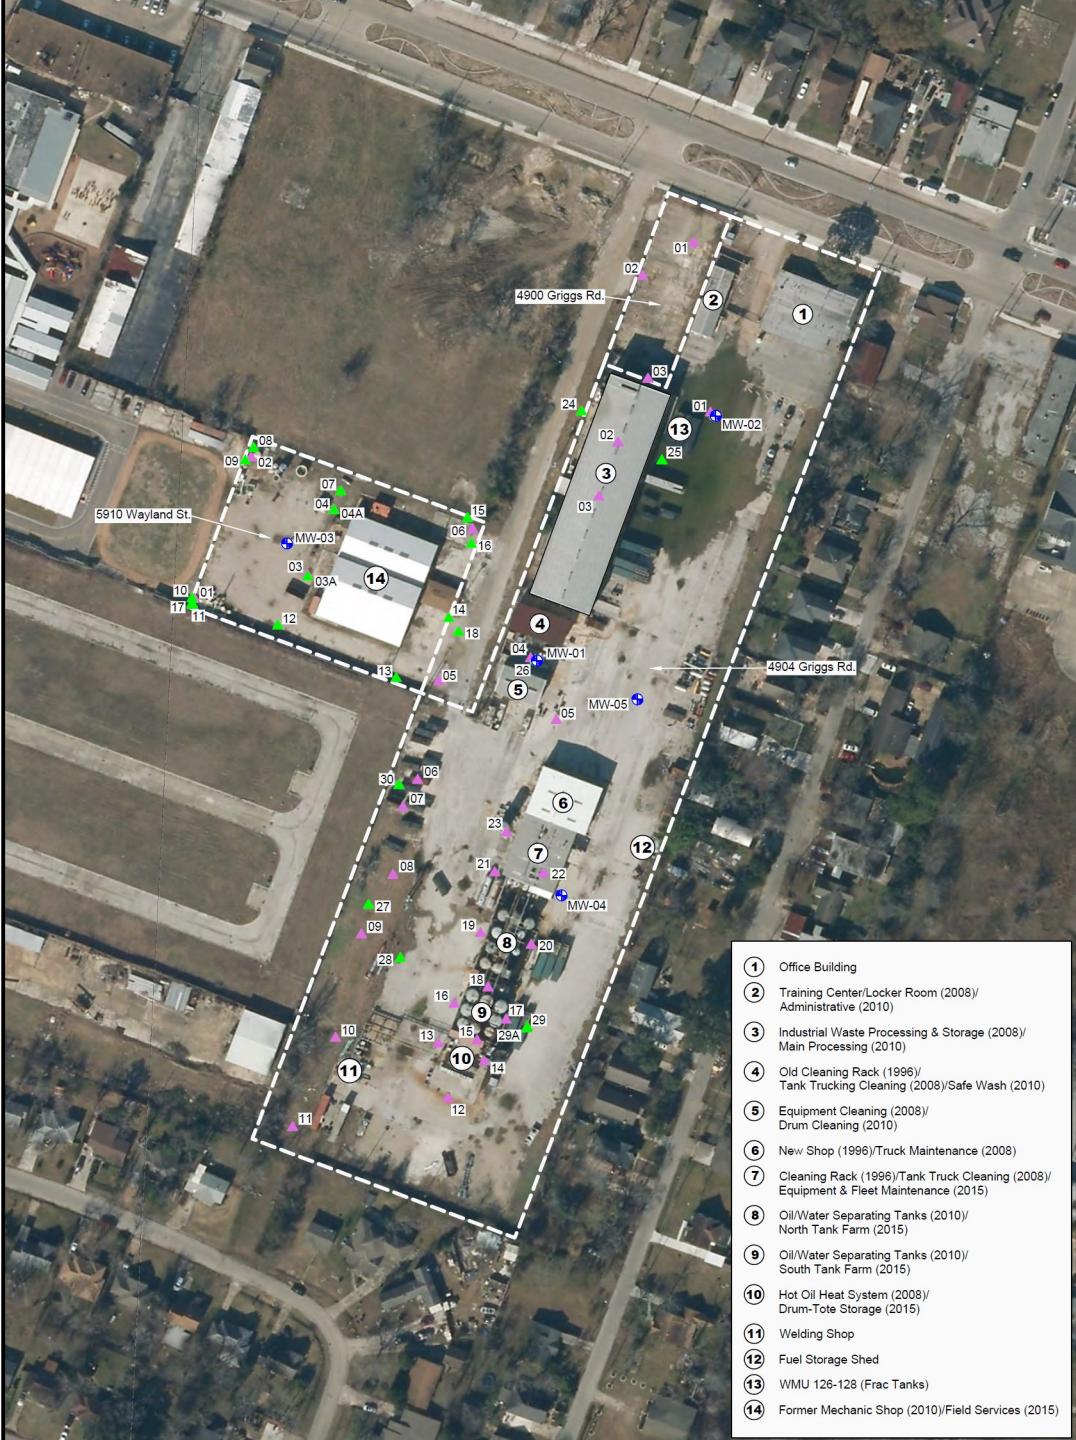 01
02
4900 Griggs Rd.
2
1
03
24
01
MW-02
13
02
25
3
03
08
09
02
07
04
04A
15
06
16
5910 Wayland St.
MW-03
03
03A
14
10
01
17
11
12
14
18
4
04
MW-01
26
5
4904 Griggs Rd.
13
05
MW-05
05
30
06
07
6
23
12
7
21
22
08
MW-04
27
09
19
8
20
28
18
16
9
17
29
29A
10
13
15
10
14
11
12
11
1 Office Building
2 Training Center/Locker Room (2008)/
Administrative (2010)
3 Industrial Waste Processing & Storage (2008)/
Main Processing (2010)
4 Old Cleaning Rack (1996)/
Tank Trucking Cleaning (2008)/Safe Wash (2010)
5 Equipment Cleaning (2008)/
Drum Cleaning (2010)
6 New Shop (1996)/Truck Maintenance (2008)
7 Cleaning Rack (1996)/Tank Truck Cleaning (2008)/
Equipment & Fleet Maintenance (2015)
8 Oil/Water Separating Tanks (2010)/
North Tank Farm (2015)
9 Oil/Water Separating Tanks (2010)/
South Tank Farm (2015)
10 Hot Oil Heat System (2008)/
Drum-Tote Storage (2015)
11 Welding Shop
12 Fuel Storage Shed
13 WMU 126-128 (Frac Tanks)
14 Former Mechanic Shop (2010)/Field Services (2015)